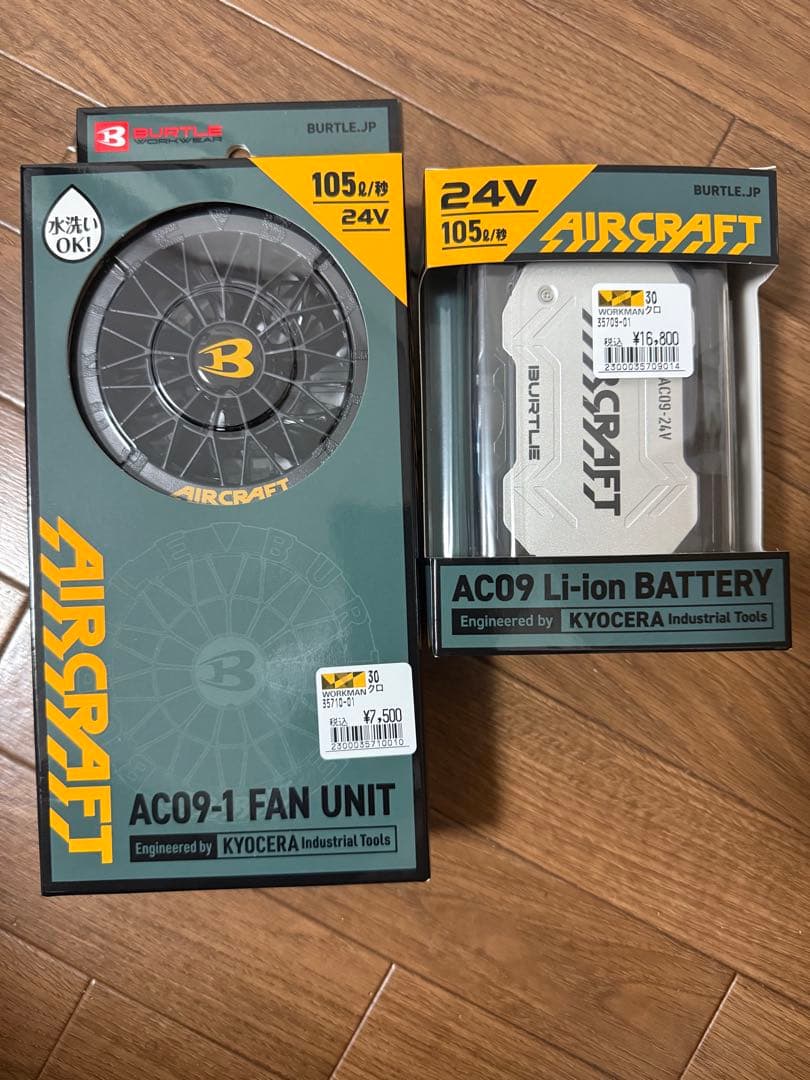 BURTLE
WORKWEAR
BURTLE.JP
水洗い
OK!
105ℓ/秒
24V
B
AIRCRAFT
LEVBURT
B
AIRCRAFT
WORKMAN
30
クロ
35710-01
税込 ¥7,500
2300035710010
AC09-1 FAN UNIT
Engineered by KYOCERA Industrial Tools
24V
105ℓ/秒
AIRCRAFT
BURTLE.JP
WORKMAN
30
クロ
35709-01
税込 ¥16,800
2300035709014
BURTLE
AIRCRAFT
AC09-24V
AC09 Li-ion BATTERY
Engineered by KYOCERA Industrial Tools